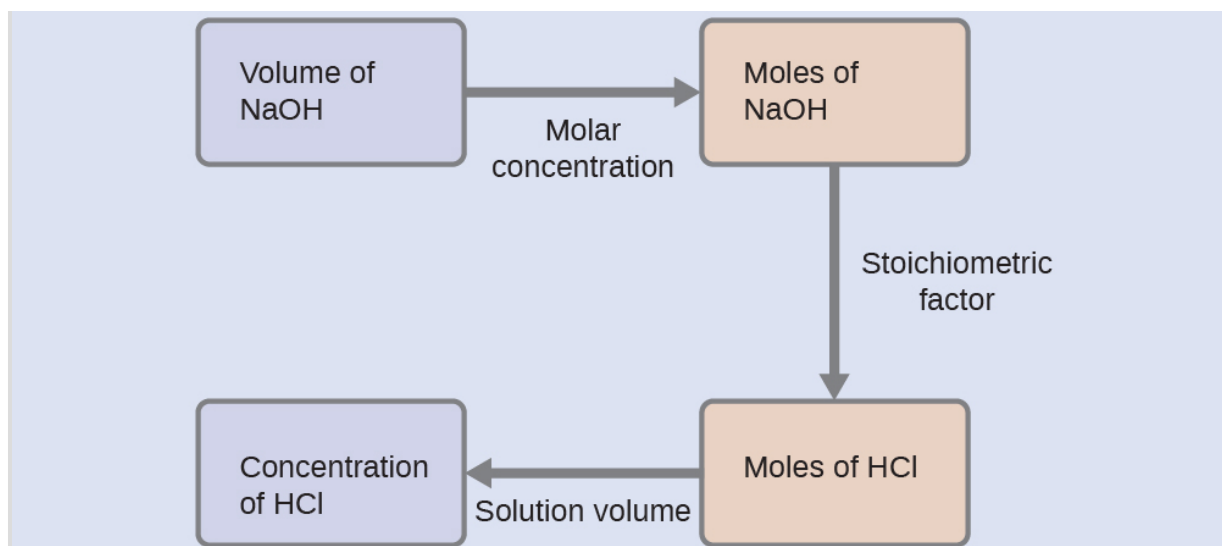 Volume of
NaOH
Molar
concentration
Moles of
NaOH
Stoichiometric
factor
Moles of HCl
Solution volume
Concentration
of HCl